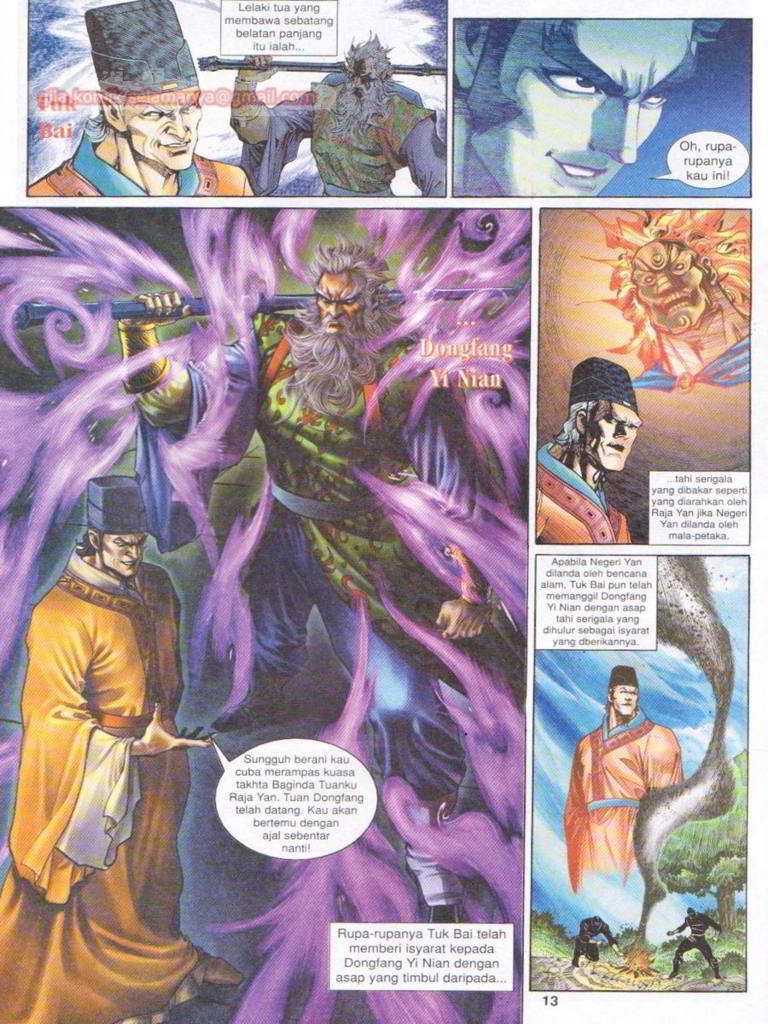 Lelaki tua yang
membawa sebatang
belatan panjang
itu ialah...
Tuk
Bai
Oh, rupa-
rupanya
kau ini!
...
Dongfang
Yi Nian
Sungguh berani kau
cuba merampas kuasa
takhta Baginda Tuanku
Raja Yan. Tuan Dongfang
telah datang. Kau akan
bertemu dengan
ajal sebentar
nanti!
Rupa-rupanya Tuk Bai telah
memberi isyarat kepada
Dongfang Yi Nian dengan
asap yang timbul daripada...
...tahi serigala
yang dibakar seperti
yang diarahkan oleh
Raja Yan jika Negeri
Yan dilanda oleh
mala-petaka.
Apabila Negeri Yan
dilanda oleh bencana
alam, Tuk Bai pun telah
memanggil Dongfang
Yi Nian dengan asap
tahi serigala yang
dihulur sebagai isyarat
yang dberikannya.
13